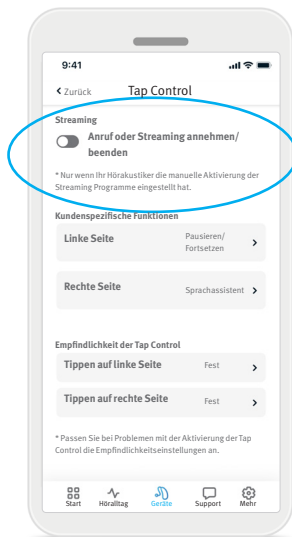 9:41
Zurück Tap Control
Streaming
Anruf oder Streaming annehmen/
beenden
* Nur wenn Ihr Hörakustiker die manuelle Aktivierung der
Streaming Programme eingestellt hat.
Kundenspezifische Funktionen
Linke Seite Pausieren/
Fortsetzen
Rechte Seite Sprachassistent
Empfindlichkeit der Tap Control
Tippen auf linke Seite Fest
Tippen auf rechte Seite Fest
* Passen Sie bei Problemen mit der Aktivierung der Tap
Control die Empfindlichkeitseinstellungen an.
Start Höralltag Geräte Support Mehr